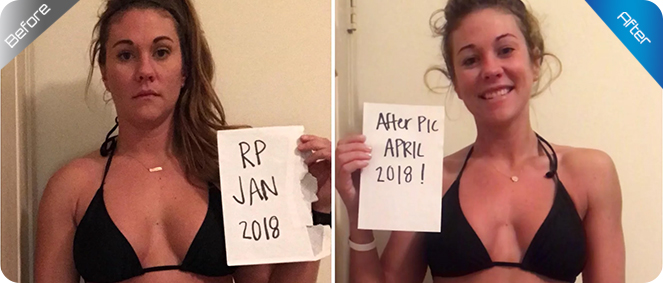 Before
RP
JAN
2018
After
After PIC
APRIL
2018!